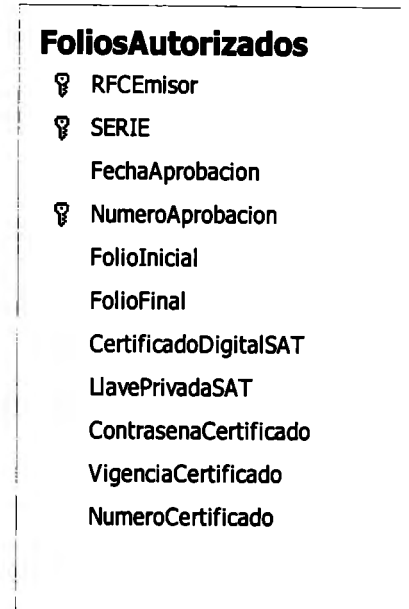 FoliosAutorizados
RFCEmisor
SERIE
FechaAprobacion
NumeroAprobacion
FolioInicial
FolioFinal
CertificadoDigitalSAT
LlavePrivadaSAT
ContrasenaCertificado
VigenciaCertificado
NumeroCertificado